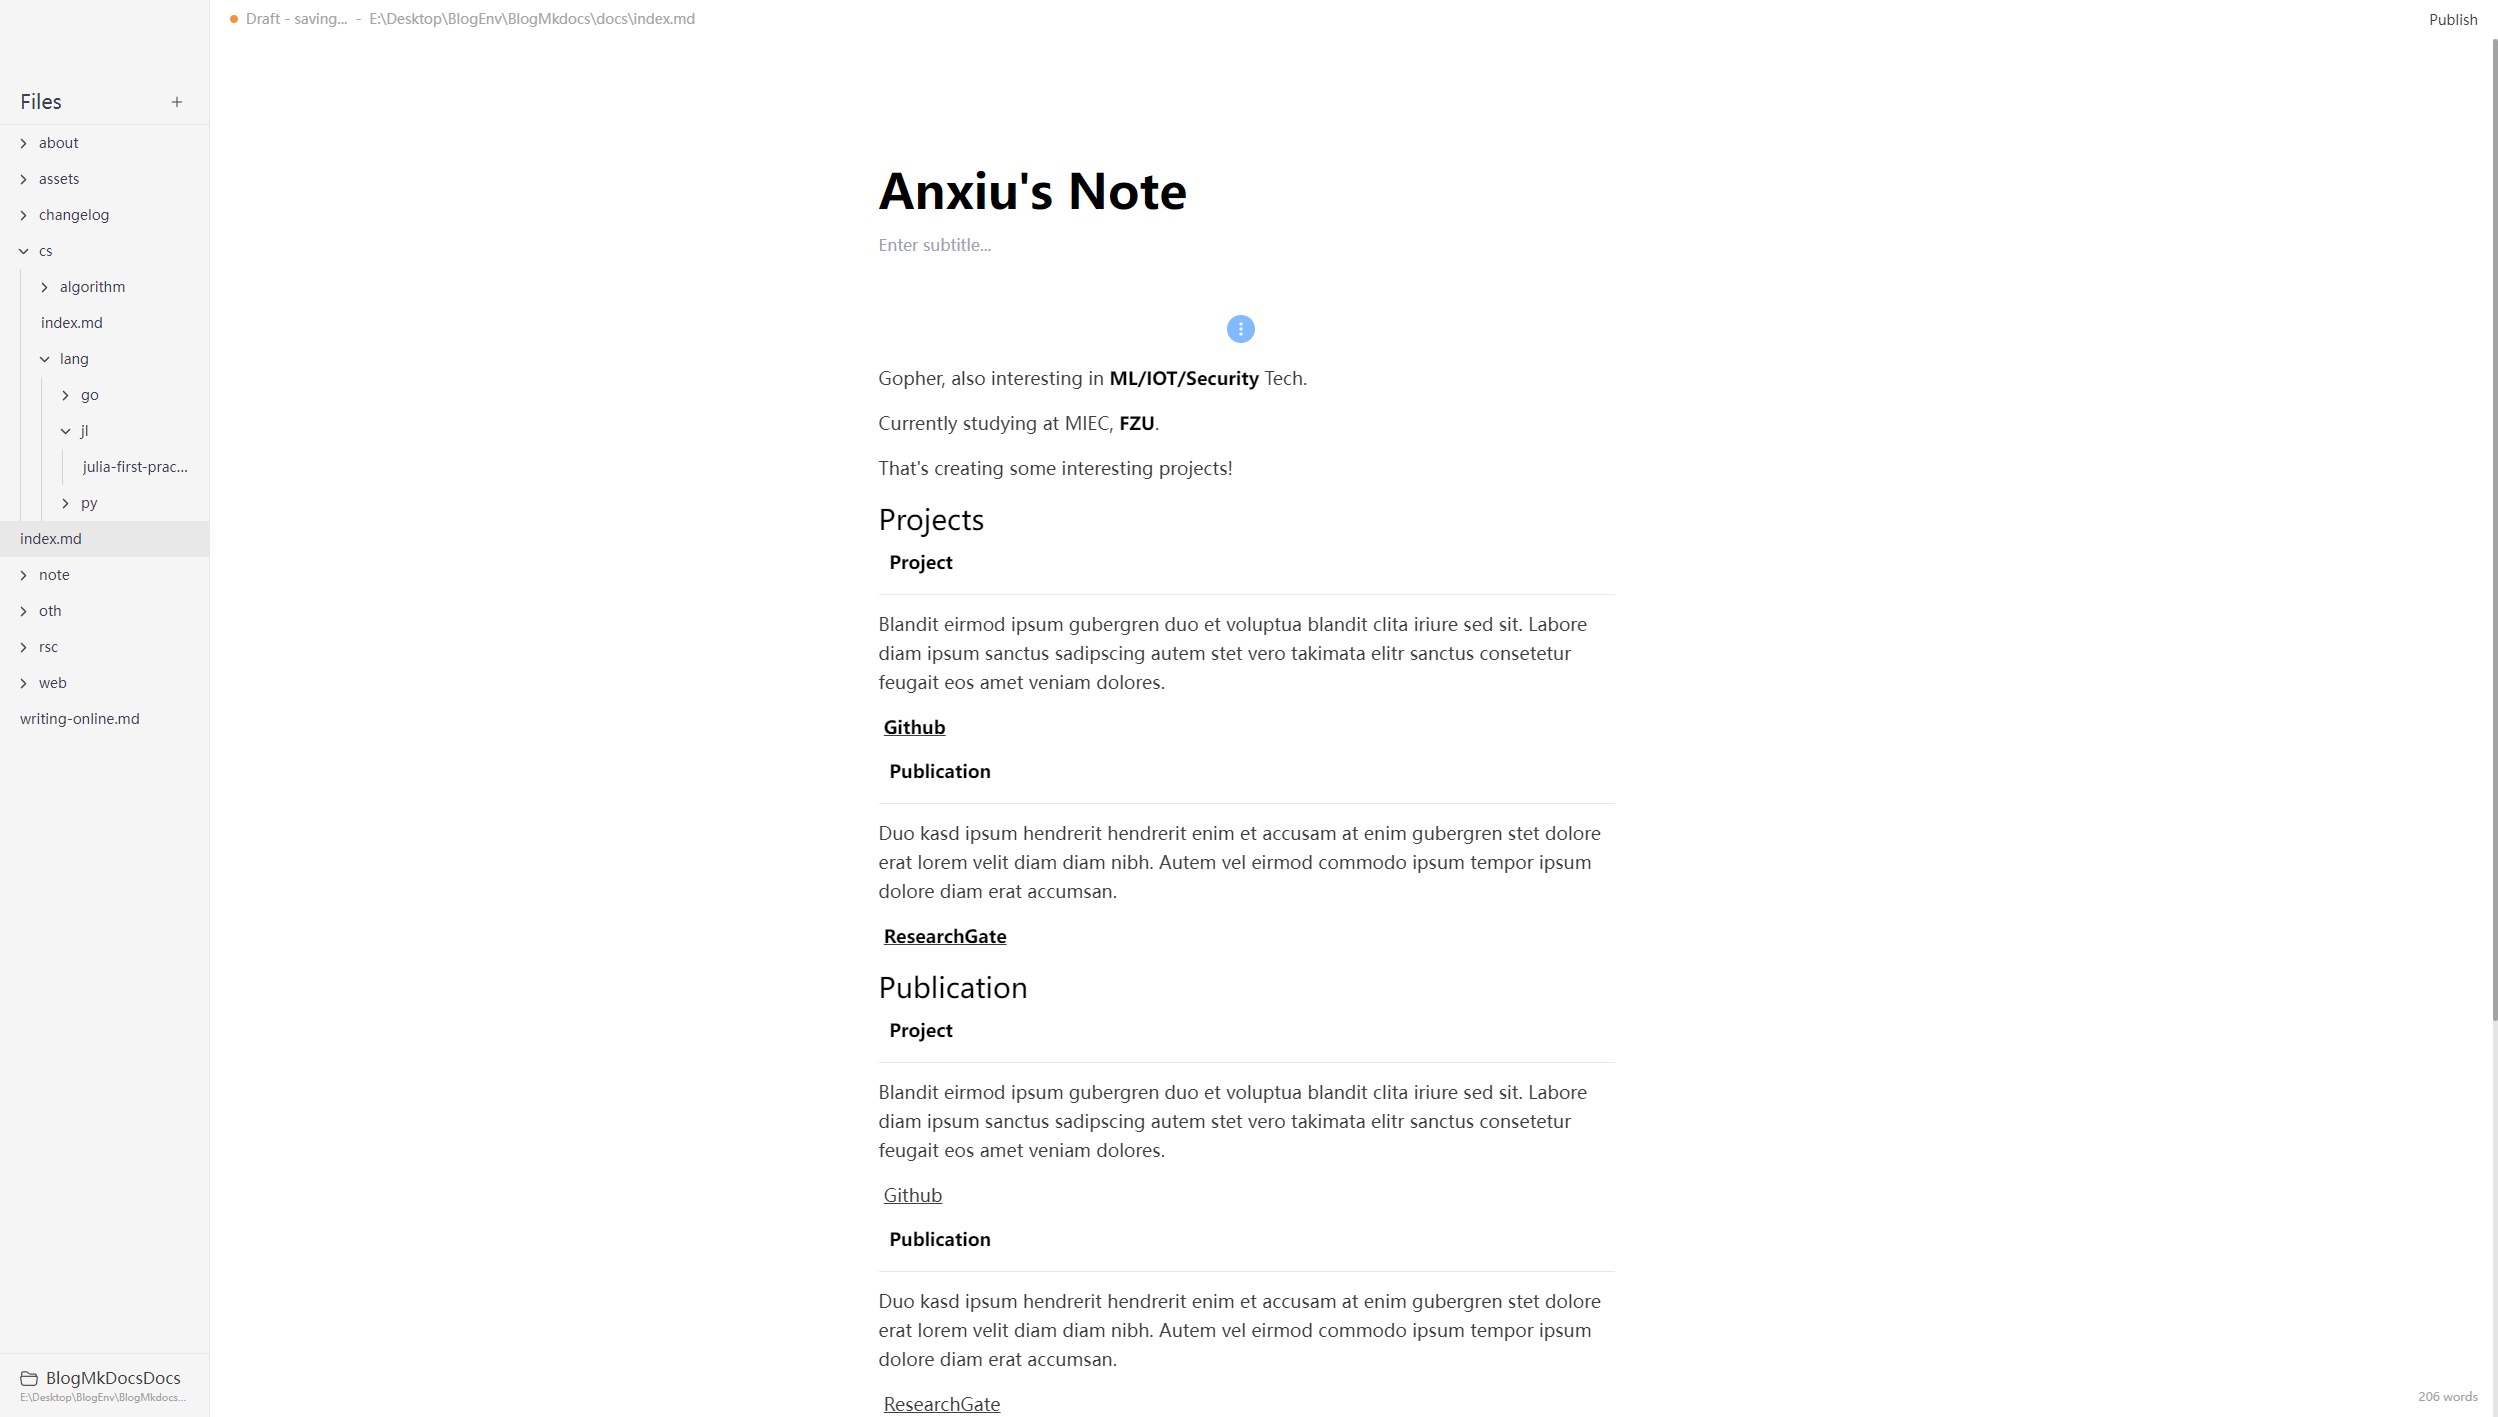 Draft - saving... - E:\Desktop\BlogEnv\BlogMkdocs\docs\index.md
Publish
Files
about
assets
changelog
cs
algorithm
index.md
lang
go
jl
julia-first-prac...
py
index.md
note
oth
rsc
web
writing-online.md
BlogMkDocsDocs
E:\Desktop\BlogEnv\BlogMkdocs...
Anxiu's Note
Enter subtitle...
Gopher, also interesting in ML/IOT/Security Tech.
Currently studying at MIEC, FZU.
That's creating some interesting projects!
Projects
Project
Blandit eirmod ipsum gubergren duo et voluptua blandit clita iriure sed sit. Labore
diam ipsum sanctus sadipscing autem stet vero takimata elitr sanctus consetetur
feugait eos amet veniam dolores.
Github
Publication
Duo kasd ipsum hendrerit hendrerit enim et accusam at enim gubergren stet dolore
erat lorem velit diam diam nibh. Autem vel eirmod commodo ipsum tempor ipsum
dolore diam erat accumsan.
ResearchGate
Publication
Project
Blandit eirmod ipsum gubergren duo et voluptua blandit clita iriure sed sit. Labore
diam ipsum sanctus sadipscing autem stet vero takimata elitr sanctus consetetur
feugait eos amet veniam dolores.
Github
Publication
Duo kasd ipsum hendrerit hendrerit enim et accusam at enim gubergren stet dolore
erat lorem velit diam diam nibh. Autem vel eirmod commodo ipsum tempor ipsum
dolore diam erat accumsan.
ResearchGate
206 words